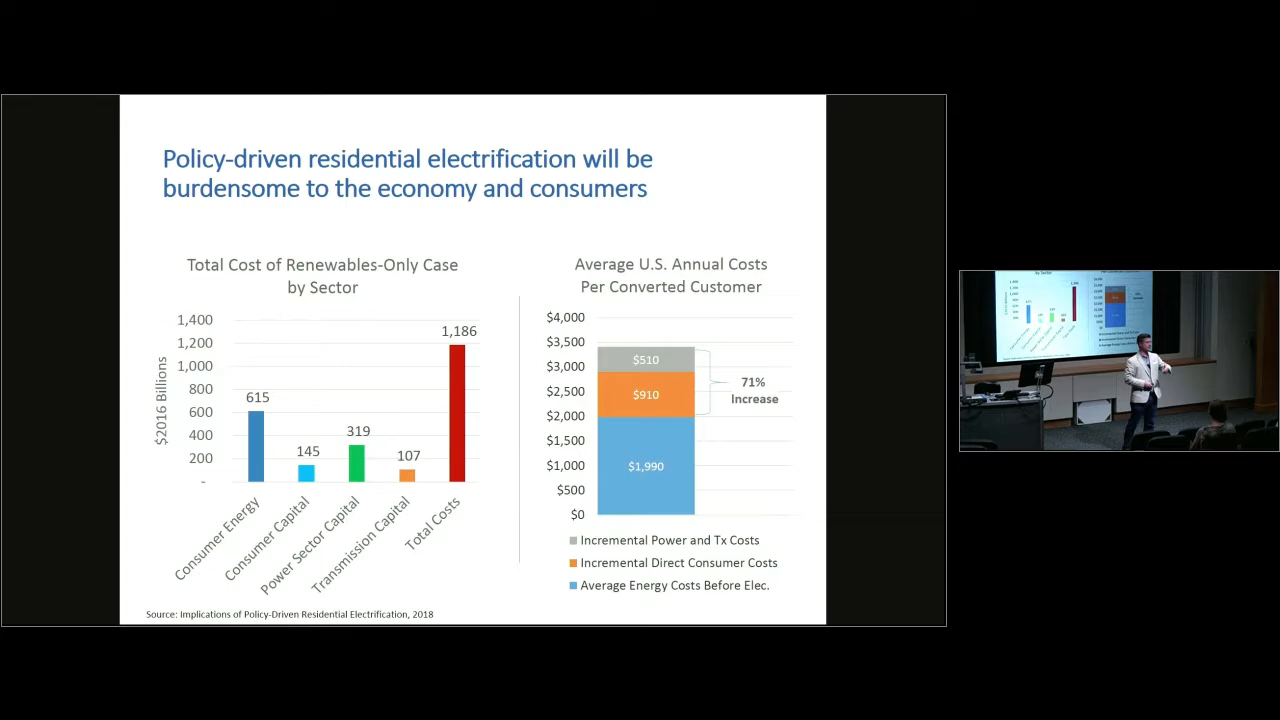 Policy-driven residential electrification will be
burdensome to the economy and consumers
Total Cost of Renewables-Only Case
by Sector
$2016 Billions
1,400
1,200
1,000
800
600
400
200
-
615
145
319
107
1,186
Consumer Energy
Consumer Capital
Power Sector Capital
Transmission Capital
Total Costs
Average U.S. Annual Costs
Per Converted Customer
$4,000
$3,500
$3,000
$2,500
$2,000
$1,500
$1,000
$500
$0
$510
$910
$1,990
71%
Increase
Incremental Power and Tx Costs
Incremental Direct Consumer Costs
Average Energy Costs Before Elec.
Source: Implications of Policy-Driven Residential Electrification, 2018